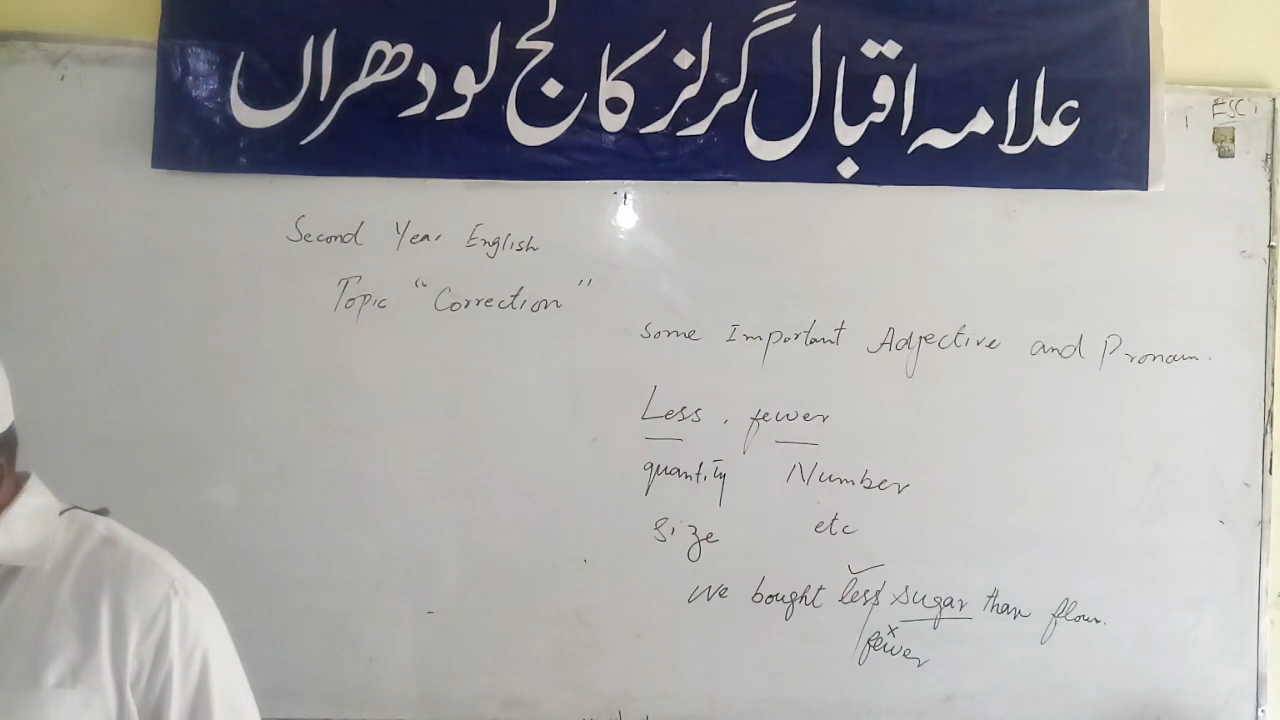 علامہ اقبال گرلز کالج لودھراں
Second Year English
Topic "Correction"
Some Important Adjective and Pronoun.
Less, fewer
quantity Number
Size etc
We bought less sugar than flour.
fewer